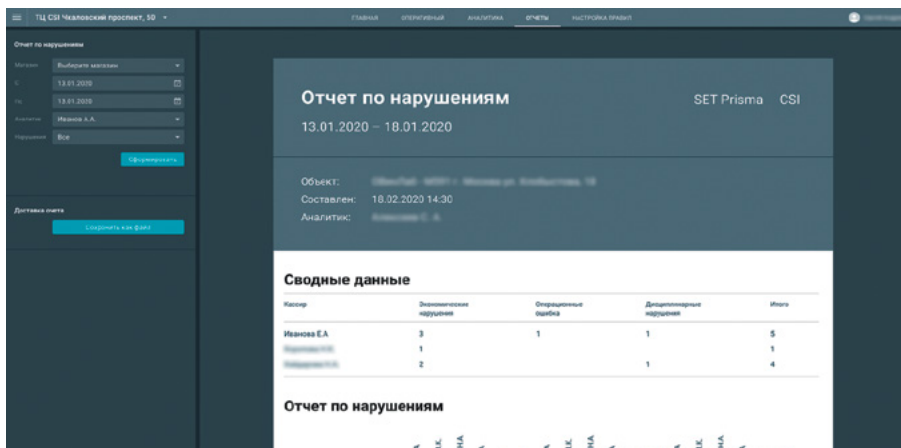 ТЦ CSI Чкаловский проспект, 50
ГЛАВНАЯ ОПЕРАТИВНЫЙ АНАЛИТИКА ОТЧЕТЫ НАСТРОЙКА ПРАВИЛ
Отчет по нарушениям
Магазин Выберите магазин
С 13.01.2020
По 13.01.2020
Аналитик Иванов А.А.
Нарушения Все
Сформировать
Доставка счета
Сохранить как файл
Отчет по нарушениям SET Prisma CSI
13.01.2020 – 18.01.2020
Объект:
Составлен: 18.02.2020 14:30
Аналитик:
Сводные данные
Кассир Экономические нарушения Операционные ошибка Дисциплинарные нарушения Итого
Иванова Е.А 3 1 1 5
1 1
2 1 4
Отчет по нарушениям